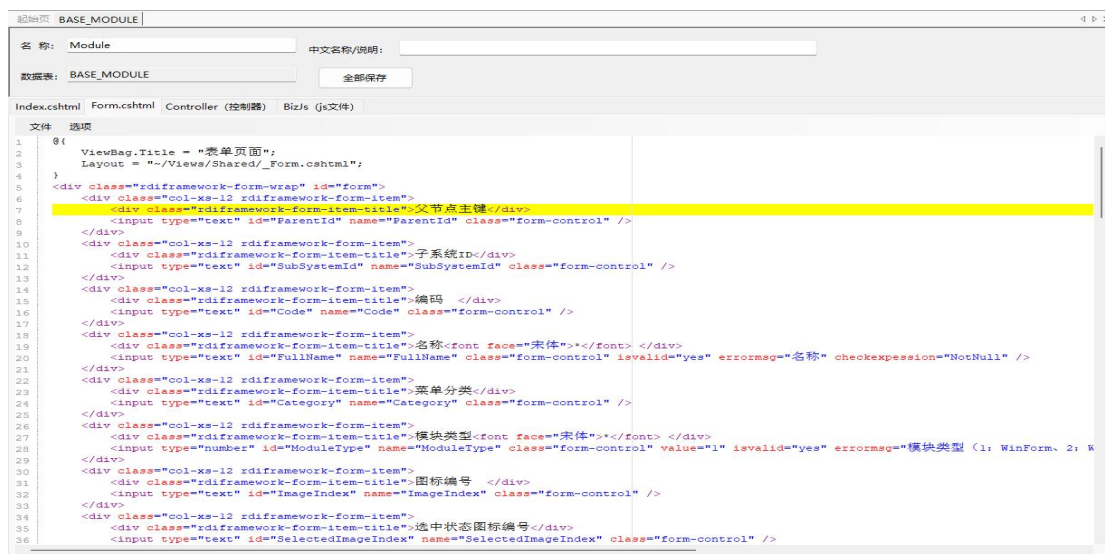 起始页 BASE_MODULE
名 称： Module 中文名称/说明：
数据表： BASE_MODULE 全部保存
Index.cshtml Form.cshtml Controller（控制器） BizJs（js文件）
文件 选项
1 @{
2 ViewBag.Title = "表单页面";
3 Layout = "~/Views/Shared/_Form.cshtml";
4 }
5 <div class="rdiframework-form-wrap" id="form">
6 <div class="col-xs-12 rdiframework-form-item">
7 <div class="rdiframework-form-item-title">父节点主键</div>
8 <input type="text" id="ParentId" name="ParentId" class="form-control" />
9 </div>
10 <div class="col-xs-12 rdiframework-form-item">
11 <div class="rdiframework-form-item-title">子系统ID</div>
12 <input type="text" id="SubSystemId" name="SubSystemId" class="form-control" />
13 </div>
14 <div class="col-xs-12 rdiframework-form-item">
15 <div class="rdiframework-form-item-title">编码 </div>
16 <input type="text" id="Code" name="Code" class="form-control" />
17 </div>
18 <div class="col-xs-12 rdiframework-form-item">
19 <div class="rdiframework-form-item-title">名称<font face="宋体">*</font> </div>
20 <input type="text" id="FullName" name="FullName" class="form-control" isvalid="yes" errormsg="名称" checkexpession="NotNull" />
21 </div>
22 <div class="col-xs-12 rdiframework-form-item">
23 <div class="rdiframework-form-item-title">菜单分类</div>
24 <input type="text" id="Category" name="Category" class="form-control" />
25 </div>
26 <div class="col-xs-12 rdiframework-form-item">
27 <div class="rdiframework-form-item-title">模块类型<font face="宋体">*</font> </div>
28 <input type="number" id="ModuleType" name="ModuleType" class="form-control" value="1" isvalid="yes" errormsg="模块类型（1：WinForm、2：W
29 </div>
30 <div class="col-xs-12 rdiframework-form-item">
31 <div class="rdiframework-form-item-title">图标编号 </div>
32 <input type="text" id="ImageIndex" name="ImageIndex" class="form-control" />
33 </div>
34 <div class="col-xs-12 rdiframework-form-item">
35 <div class="rdiframework-form-item-title">选中状态图标编号</div>
36 <input type="text" id="SelectedImageIndex" name="SelectedImageIndex" class="form-control" />